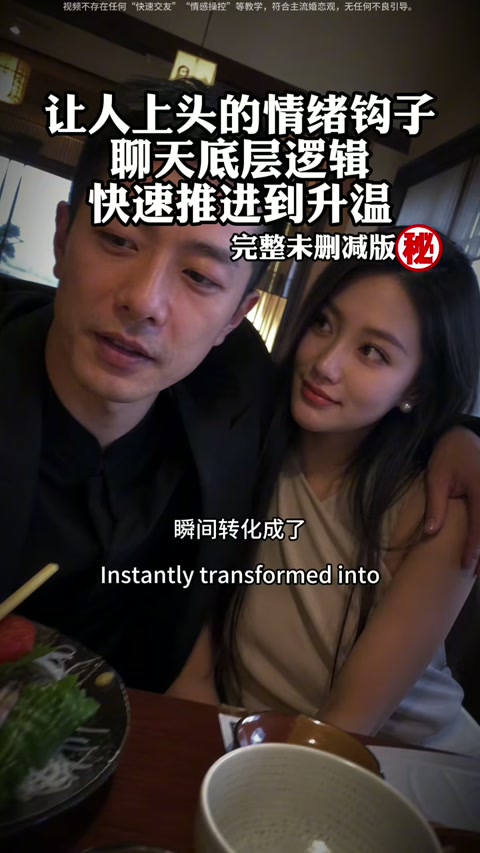 视频不存在任何“快速交友”“情感操控”等教学，符合主流婚恋观，无任何不良引导。
让人上头的情绪钩子
聊天底层逻辑
快速推进到升温
完整未删减版 秘
瞬间转化成了
Instantly transformed into